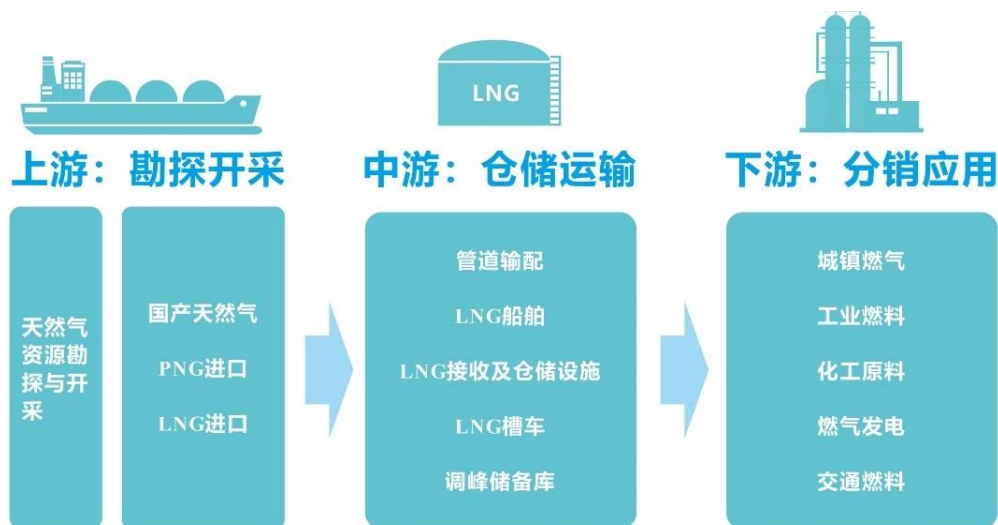 LNG
上游：勘探开采
中游：仓储运输
下游：分销应用
天然气
资源勘
探与开
采
国产天然气
PNG进口
LNG进口
管道输配
LNG船舶
LNG接收及仓储设施
LNG槽车
调峰储备库
城镇燃气
工业燃料
化工原料
燃气发电
交通燃料